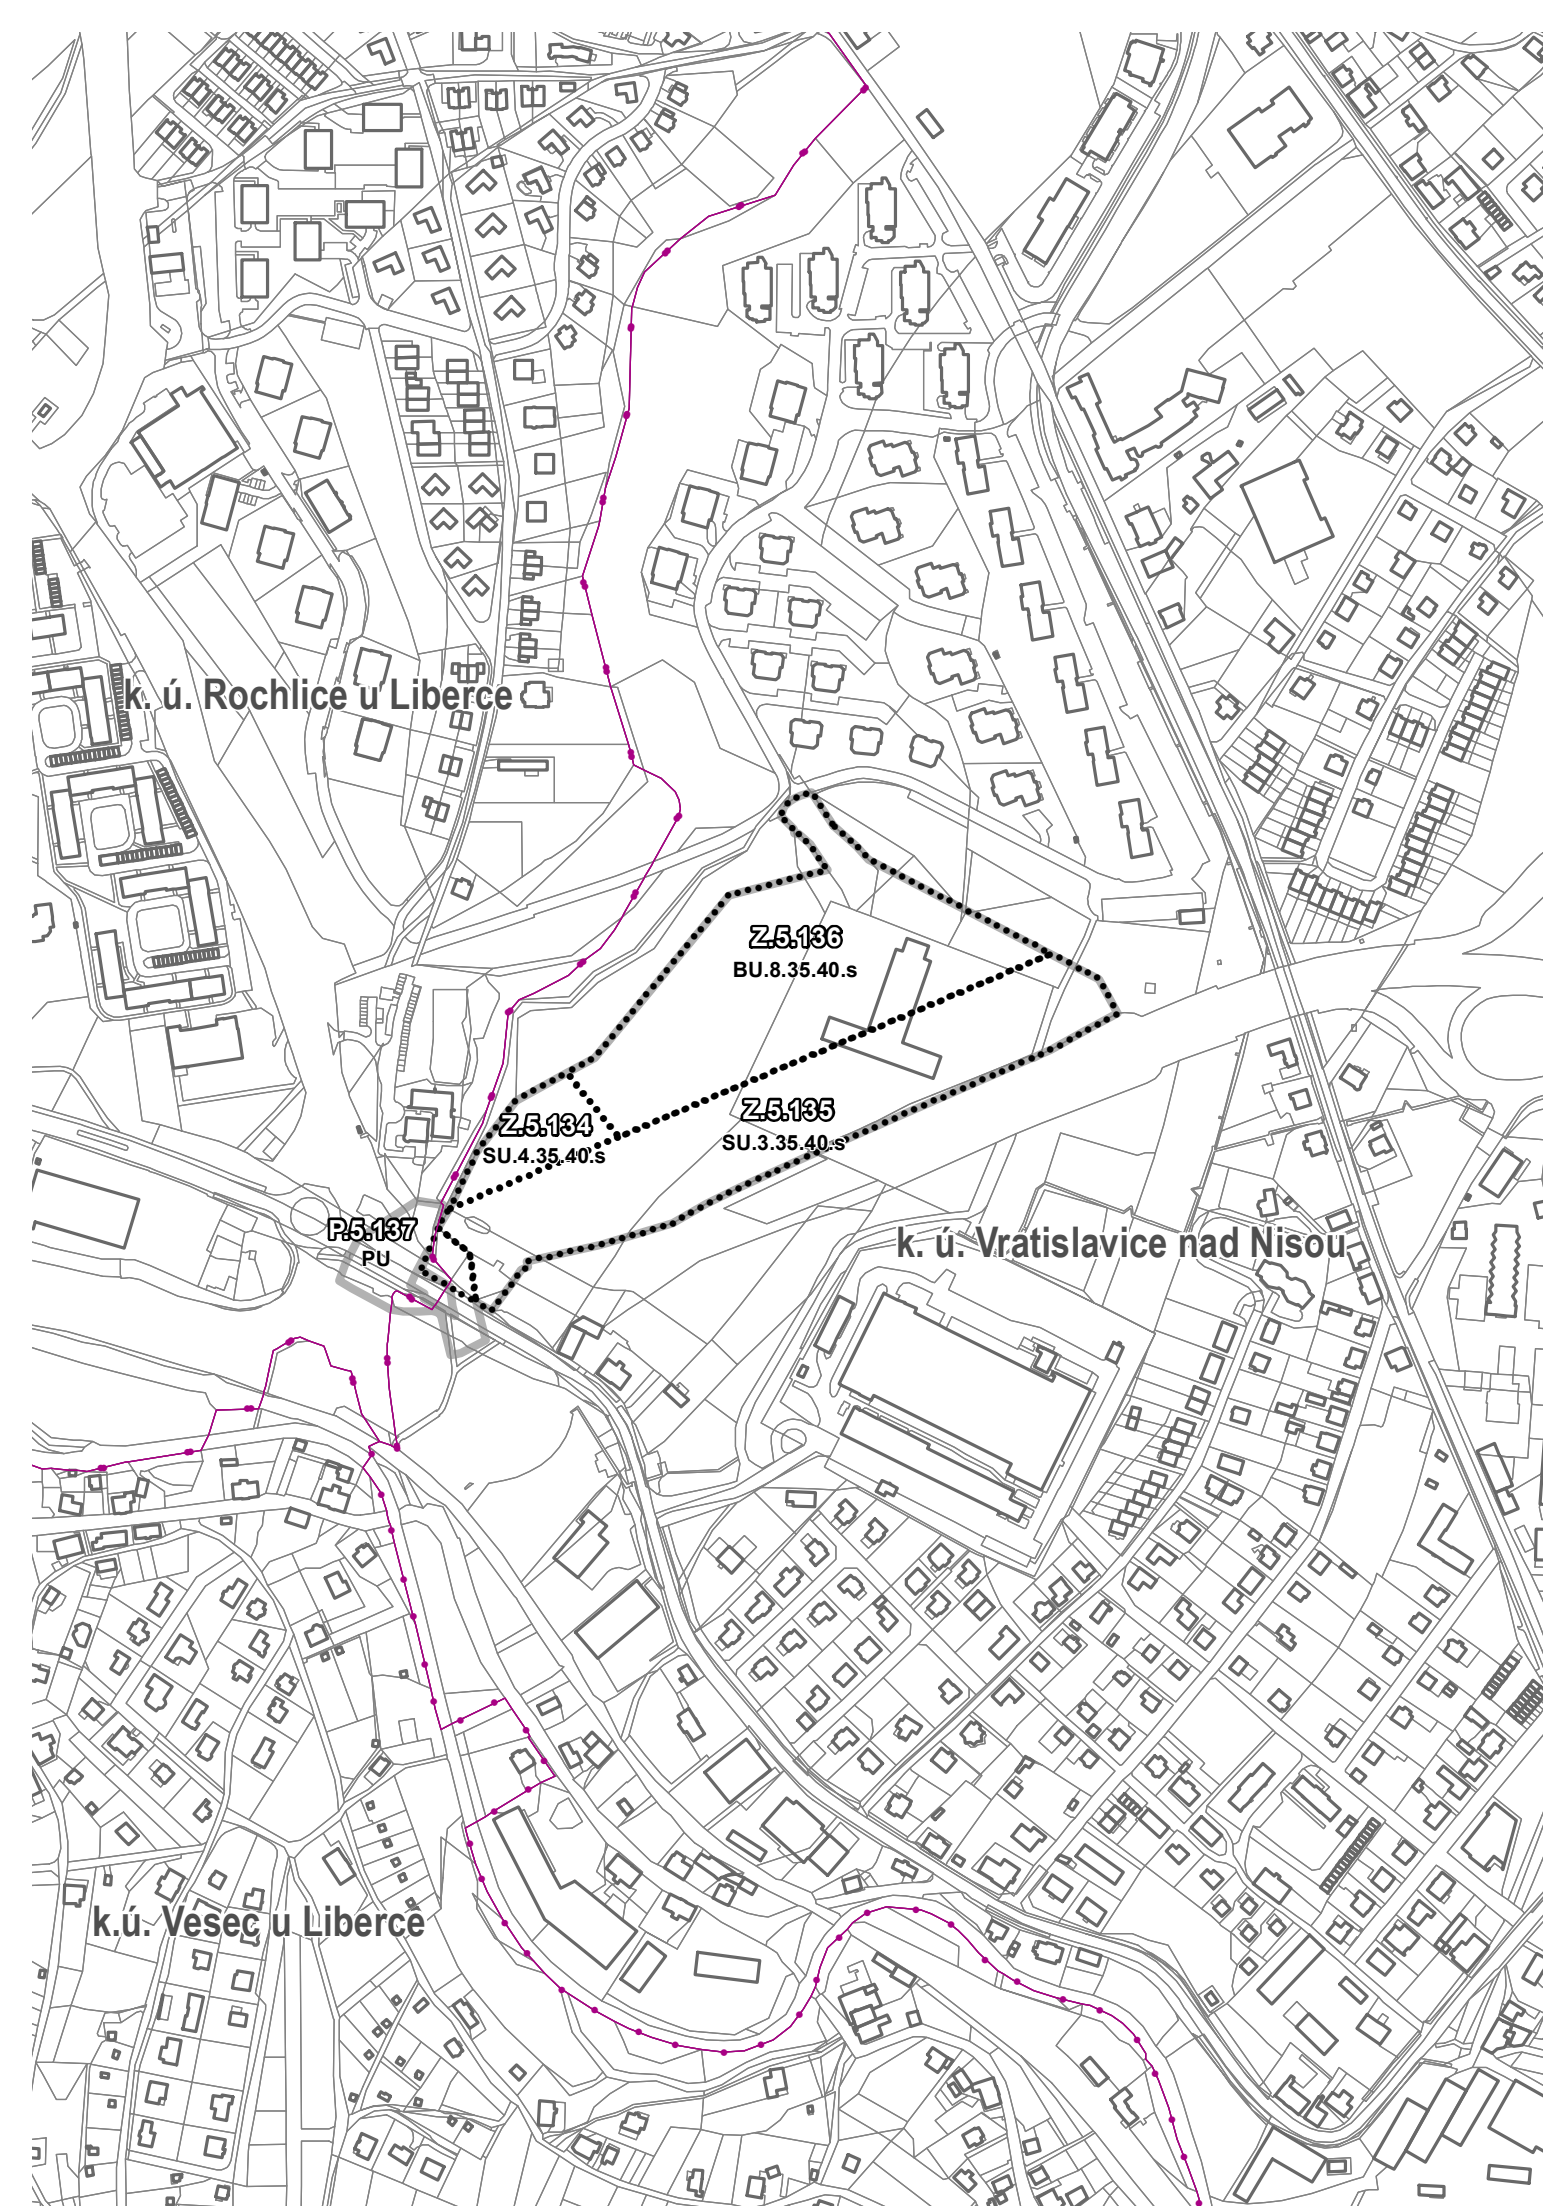 k. ú. Rochlice u Liberce
Z.5.136
BU.8.35.40.s
Z.5.135
SU.3.35.40.s
Z.5.134
SU.4.35.40.s
P.5.137
PU
k. ú. Vratislavice nad Nisou
k.ú. Vesec u Liberce